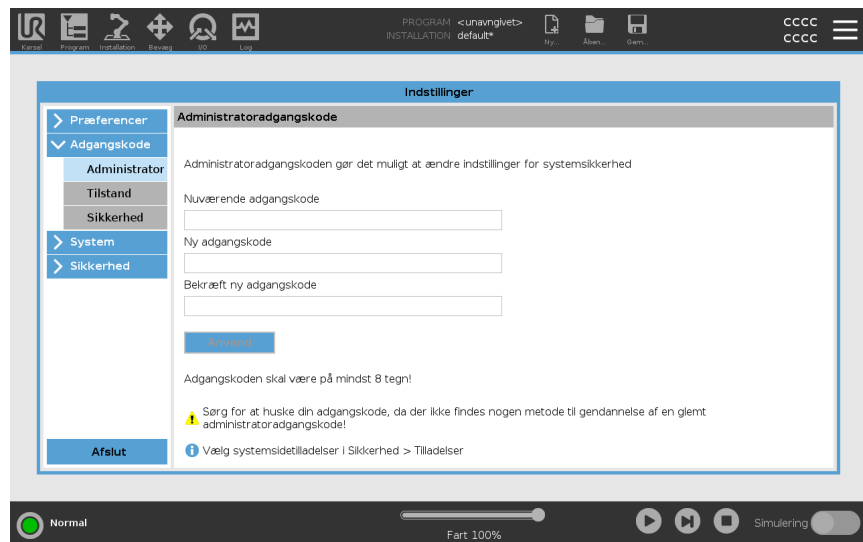 UR
PROGRAM <unavngivet>
INSTALLATION default*
cccc
cccc
Kørsel Program Installation Bevæg I/O Log Ny... Åben... Gem...
Indstillinger
Præferencer
Adgangskode
Administrator
Tilstand
Sikkerhed
System
Sikkerhed
Afslut
Administratoradgangskode
Administratoradgangskoden gør det muligt at ændre indstillinger for systemsikkerhed
Nuværende adgangskode
Ny adgangskode
Bekræft ny adgangskode
Anvend
Adgangskoden skal være på mindst 8 tegn!
Sørg for at huske din adgangskode, da der ikke findes nogen metode til gendannelse af en glemt
administratoradgangskode!
Vælg systemsidetilladelser i Sikkerhed > Tilladelser
Normal
Fart 100%
Simulering